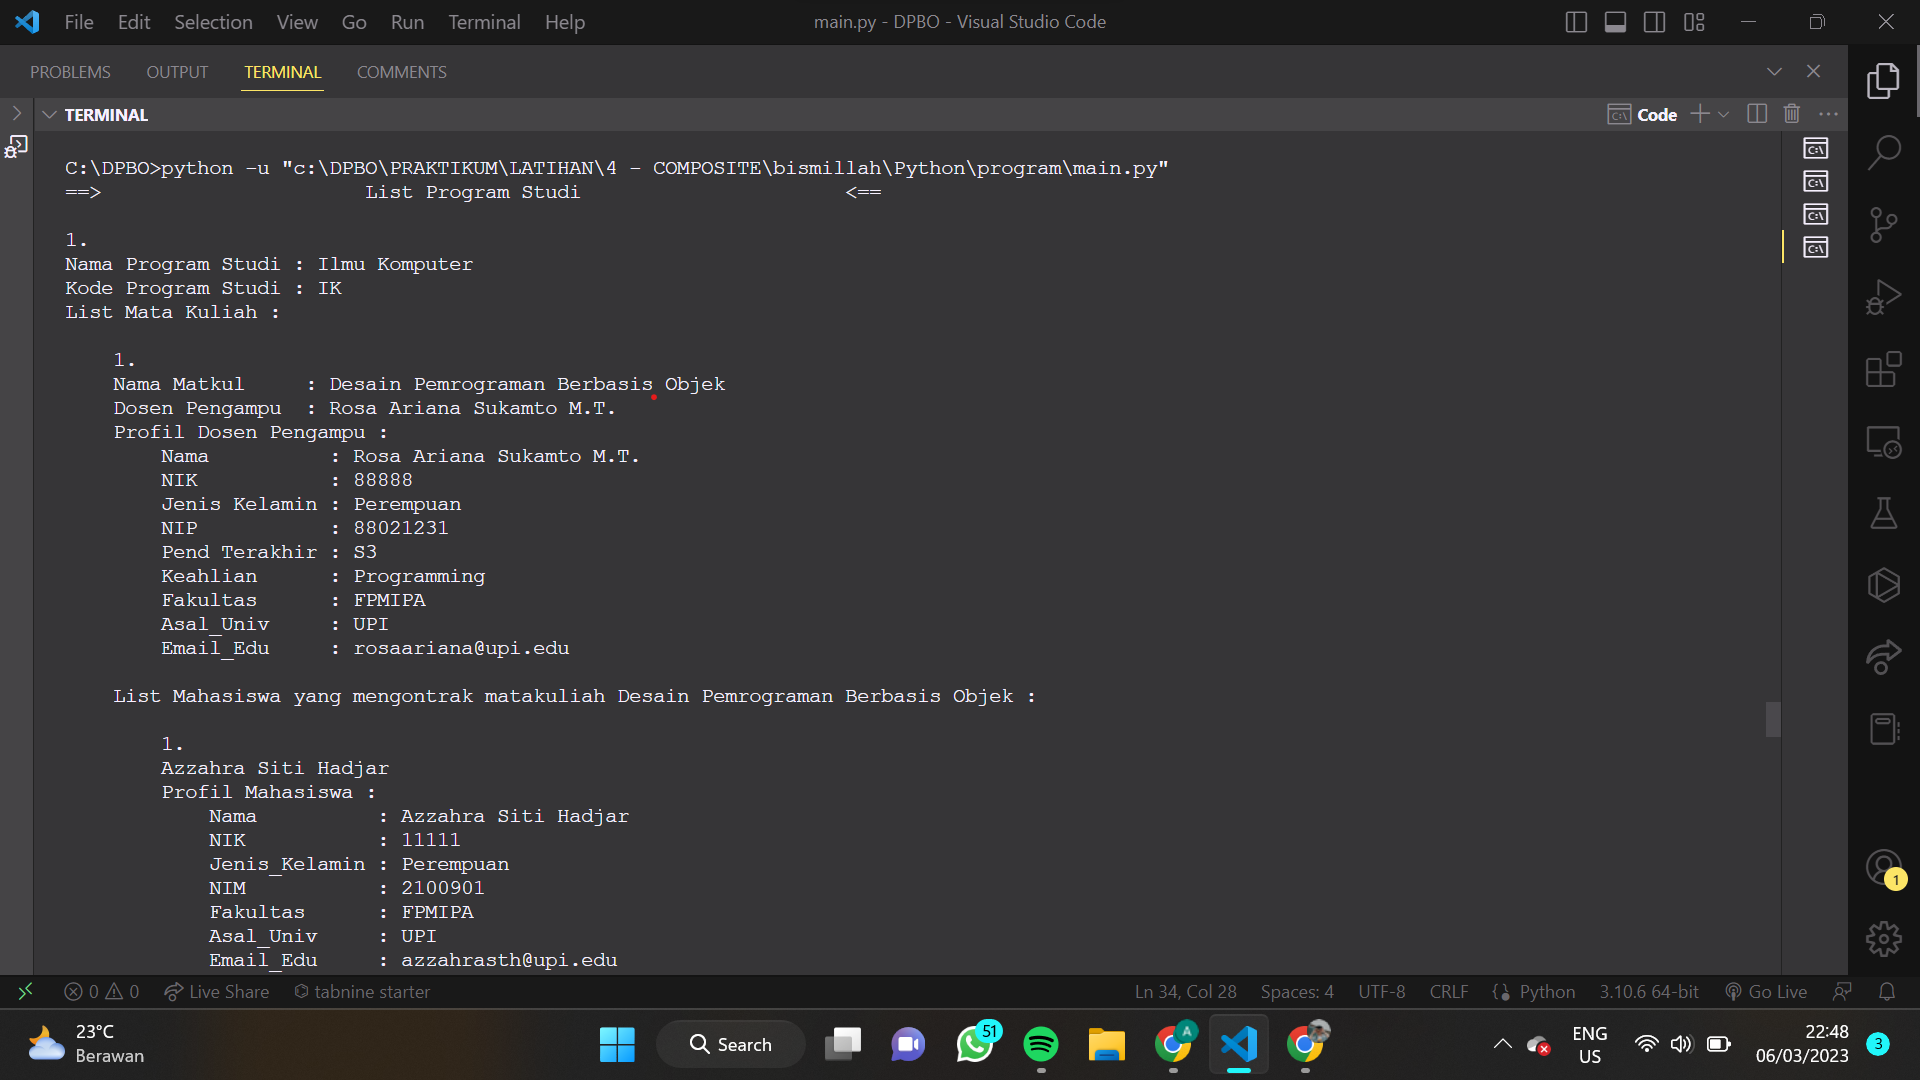 File Edit Selection View Go Run Terminal Help main.py - DPBO - Visual Studio Code
PROBLEMS OUTPUT TERMINAL COMMENTS
TERMINAL Code
C:\DPBO>python -u "c:\DPBO\PRAKTIKUM\LATIHAN\4 - COMPOSITE\bismillah\Python\program\main.py"
==> List Program Studi <==
1.
Nama Program Studi : Ilmu Komputer
Kode Program Studi : IK
List Mata Kuliah :
1.
Nama Matkul : Desain Pemrograman Berbasis Objek
Dosen Pengampu : Rosa Ariana Sukamto M.T.
Profil Dosen Pengampu :
Nama : Rosa Ariana Sukamto M.T.
NIK : 88888
Jenis Kelamin : Perempuan
NIP : 88021231
Pend Terakhir : S3
Keahlian : Programming
Fakultas : FPMIPA
Asal_Univ : UPI
Email_Edu : rosaariana@upi.edu
List Mahasiswa yang mengontrak matakuliah Desain Pemrograman Berbasis Objek :
1.
Azzahra Siti Hadjar
Profil Mahasiswa :
Nama : Azzahra Siti Hadjar
NIK : 11111
Jenis_Kelamin : Perempuan
NIM : 2100901
Fakultas : FPMIPA
Asal_Univ : UPI
Email_Edu : azzahrasth@upi.edu
1
0 0 Live Share tabnine starter Ln 34, Col 28 Spaces: 4 UTF-8 CRLF Python 3.10.6 64-bit Go Live
23°C
Berawan
Search
51
A
ENG
US
22:48
06/03/2023
3